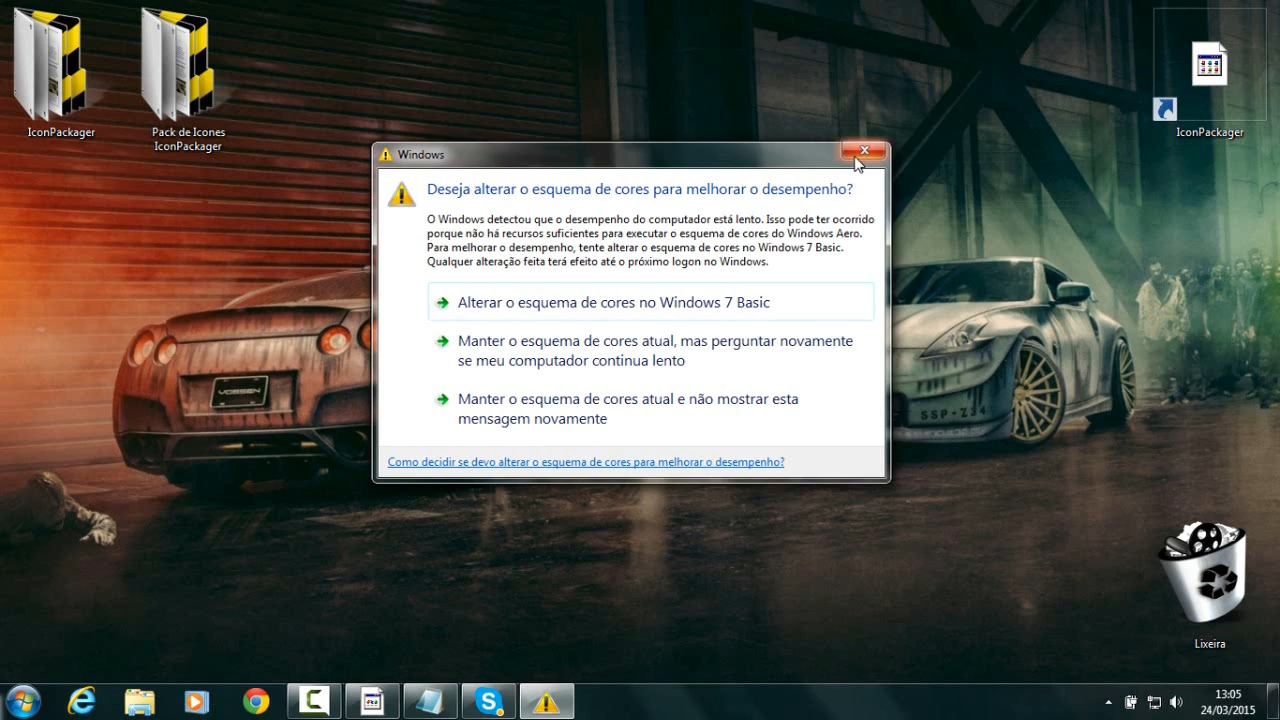 IconPackager
Pack de Icones
IconPackager
IconPackager
Windows
Deseja alterar o esquema de cores para melhorar o desempenho?
O Windows detectou que o desempenho do computador está lento. Isso pode ter ocorrido
porque não há recursos suficientes para executar o esquema de cores do Windows Aero.
Para melhorar o desempenho, tente alterar o esquema de cores no Windows 7 Basic.
Qualquer alteração feita terá efeito até o próximo logon no Windows.
Alterar o esquema de cores no Windows 7 Basic
Manter o esquema de cores atual, mas perguntar novamente
se meu computador continua lento
Manter o esquema de cores atual e não mostrar esta
mensagem novamente
Como decidir se devo alterar o esquema de cores para melhorar o desempenho?
VOSSEN
SSP-Z34
Lixeira
13:05
24/03/2015